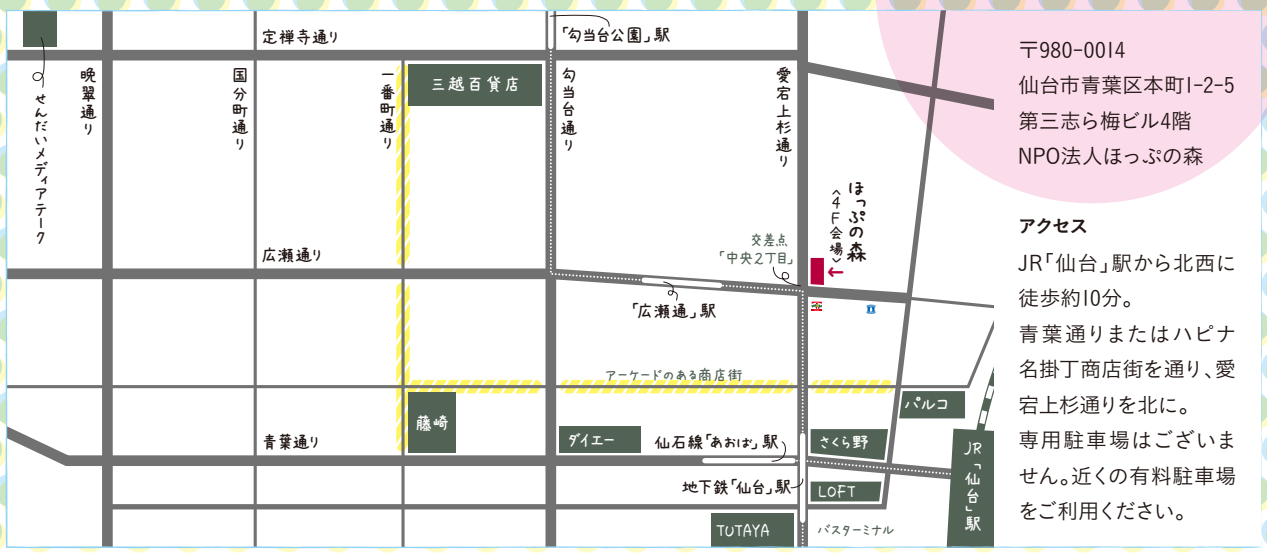 定禅寺通り
「勾当台公園」駅
晩翠通り
国分町通り
一番町通り
三越百貨店
勾当台通り
愛宕上杉通り
せんだいメディアテーク
ほっぷの森
〈4F会場〉
交差点
「中央2丁目」
広瀬通り
「広瀬通」駅
アーケードのある商店街
藤崎
パルコ
青葉通り
ダイエー
仙石線「あおば」駅
さくら野
地下鉄「仙台」駅
LOFT
TUTAYA
バスターミナル
JR「仙台」駅
〒980-0014
仙台市青葉区本町1-2-5
第三志ら梅ビル4階
NPO法人ほっぷの森
アクセス
JR「仙台」駅から北西に
徒歩約10分。
青葉通りまたはハピナ
名掛丁商店街を通り、愛
宕上杉通りを北に。
専用駐車場はございま
せん。近くの有料駐車場
をご利用ください。